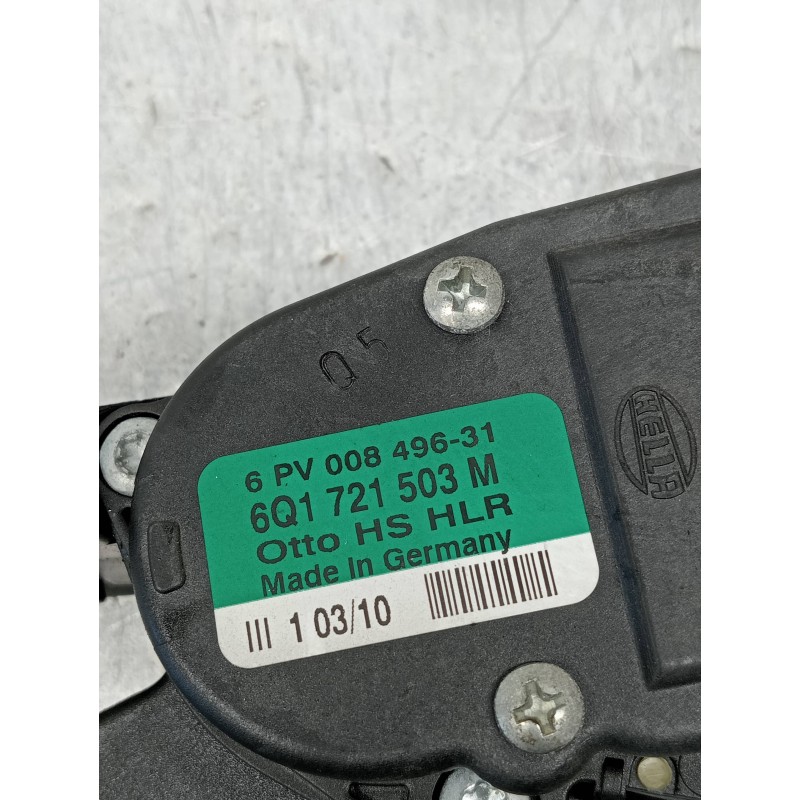 Q 5
HELLA
6 PV 008 496-31
6Q1 721 503 M
Otto HS HLR
Made In Germany
III 1 03/10